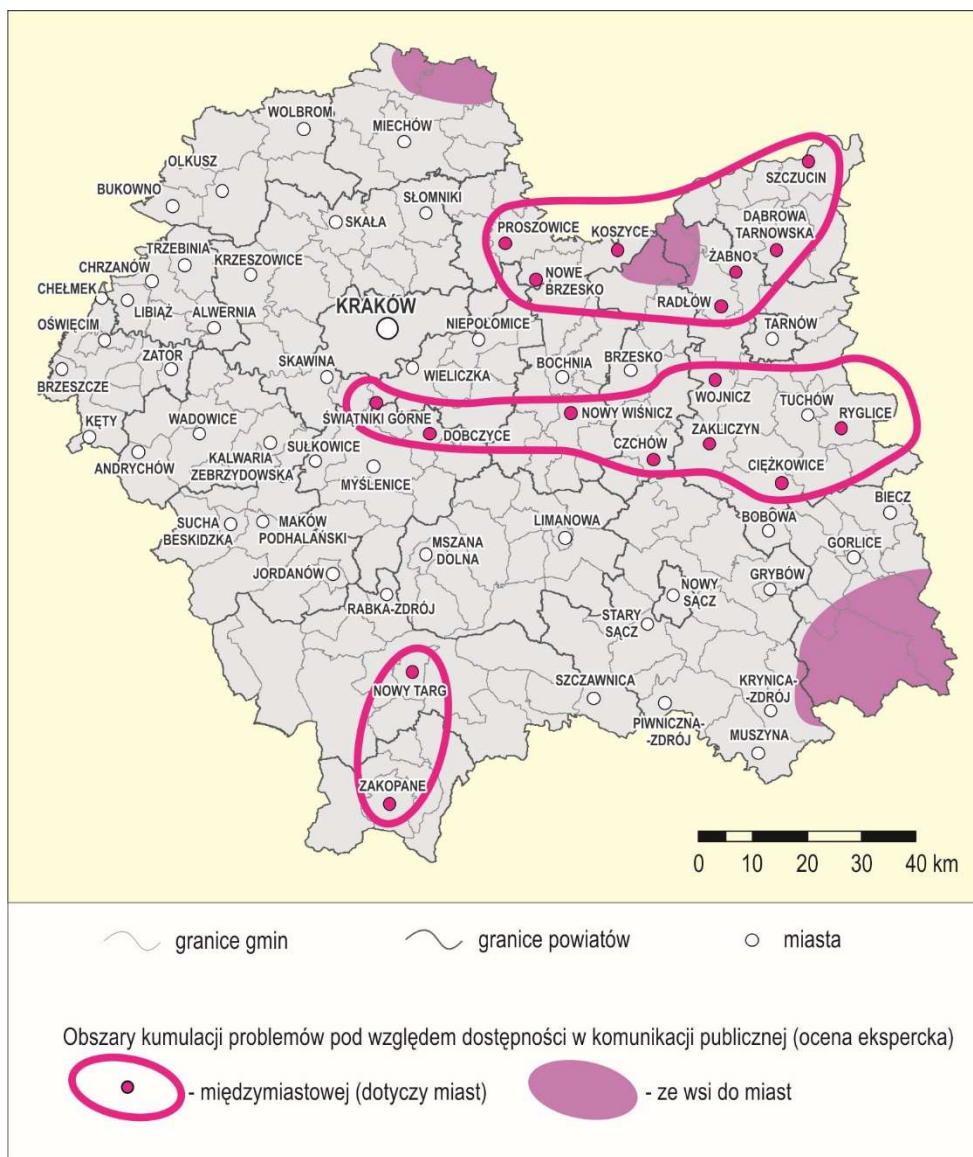 WOLBROM
MIECHÓW
OLKUSZ
BUKOWNO
SŁOMNIKI
SKAŁA
SZCZUCIN
PROSZOWICE
KOSZYCE
DĄBROWA
TARNOWSKA
ŻABNO
TRZEBINIA
KRZESZOWICE
CHRZANÓW
CHEŁMEK
NOWE
BRZESKO
RADŁÓW
LIBIĄŻ
ALWERNIA
KRAKÓW
NIEPOŁOMICE
OŚWIĘCIM
TARNÓW
ZATOR
SKAWINA
WIELICZKA
BOCHNIA
BRZESKO
BRZESZCZE
WOJNICZ
TUCHÓW
KĘTY
WADOWICE
ŚWIĄTNIKI GÓRNE
NOWY WIŚNICZ
RYGLICE
DOBCZYCE
ZAKLICZYN
CZCHÓW
ANDRYCHÓW
KALWARIA
ZEBRZYDOWSKA
SUŁKOWICE
MYŚLENICE
CIĘŻKOWICE
BIECZ
SUCHA
BESKIDZKA
MAKÓW
PODHALAŃSKI
LIMANOWA
BOBOWA
MSZANA
DOLNA
GORLICE
JORDANÓW
GRYBÓW
NOWY
SĄCZ
RABKA-ZDRÓJ
STARY
SĄCZ
NOWY TARG
SZCZAWNICA
KRYNICA-
-ZDRÓJ
PIWNICZNA-
-ZDRÓJ
MUSZYNA
ZAKOPANE
0 10 20 40 km
granice gmin granice powiatów miasta
Obszary kumulacji problemów pod względem dostępności w komunikacji publicznej (ocena ekspercka)
- międzymiastowej (dotyczy miast) - ze wsi do miast